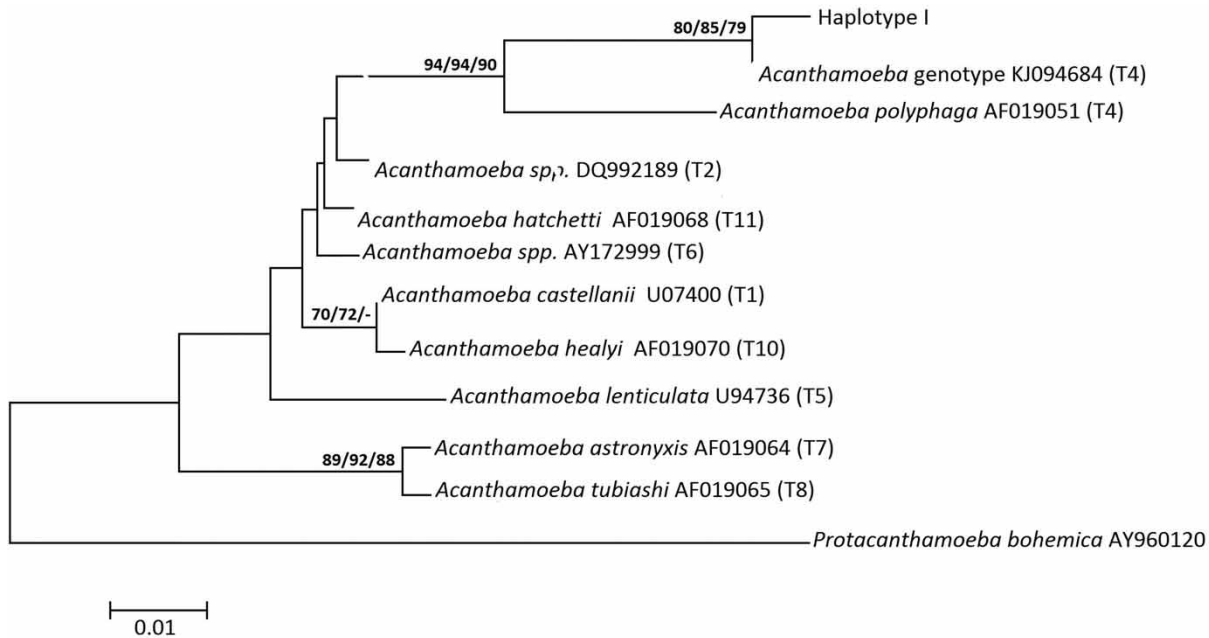 Haplotype I
80/85/79
94/94/90
Acanthamoeba genotype KJ094684 (T4)
Acanthamoeba polyphaga AF019051 (T4)
Acanthamoeba spp. DQ992189 (T2)
Acanthamoeba hatchetti AF019068 (T11)
Acanthamoeba spp. AY172999 (T6)
Acanthamoeba castellanii U07400 (T1)
70/72/-
Acanthamoeba healyi AF019070 (T10)
Acanthamoeba lenticulata U94736 (T5)
Acanthamoeba astronyxis AF019064 (T7)
89/92/88
Acanthamoeba tubiashi AF019065 (T8)
Protacanthamoeba bohemica AY960120
0.01